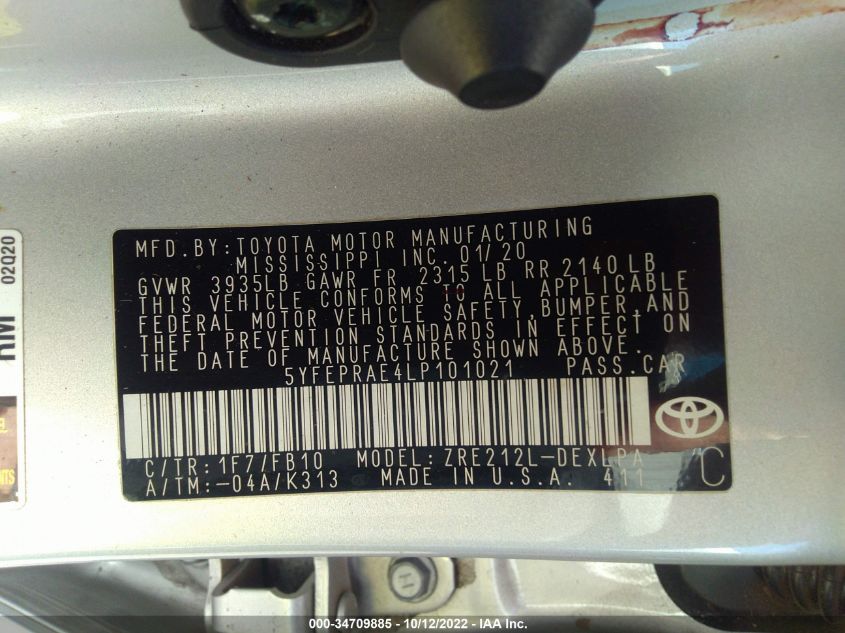 MFD. BY: TOYOTA MOTOR MANUFACTURING
MISSISSIPPI INC. 01/20
GVWR 3935LB GAWR FR 2315 LB RR 2140 LB
THIS VEHICLE CONFORMS TO ALL APPLICABLE
FEDERAL MOTOR VEHICLE SAFETY, BUMPER, AND
THEFT PREVENTION STANDARDS IN EFFECT ON
THE DATE OF MANUFACTURE SHOWN ABOVE.
5YFEPRAE4LP101021 PASS. CAR
C/TR: 1F7/FB10 MODEL: ZRE212L-DEXLPA
A/TM: -04A/K313 MADE IN U.S.A. 411
C
02Q20
RM
000-34709885 - 10/12/2022 - IAA Inc.